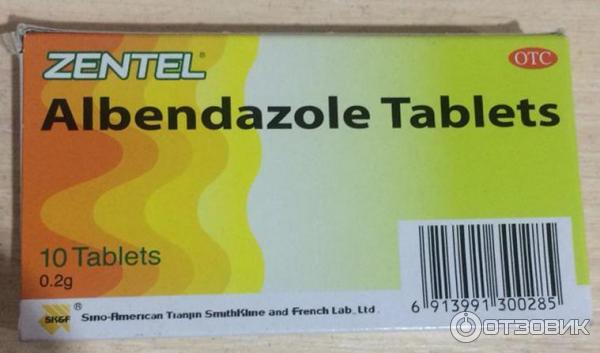 ZENTEL®
OTC
Albendazole Tablets
10 Tablets
0.2g
SK&F ®
Sino-American Tianjin SmithKline and French Lab., Ltd.
6 913991 300285
ОТЗОВИК